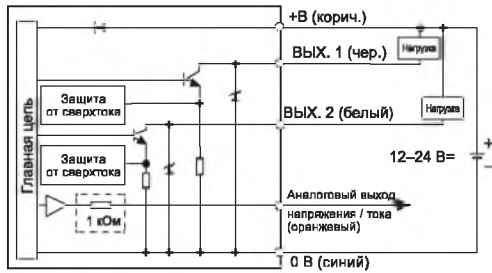 +В (корич.)
ВЫХ. 1 (чер.)
Нагрузка
Защита
от сверхтока
ВЫХ. 2 (белый)
Нагрузка
Главная цепь
12–24 В=
+
−
Защита
от сверхтока
Аналоговый выход
напряжения / тока
(оранжевый)
1 кОм
0 В (синий)